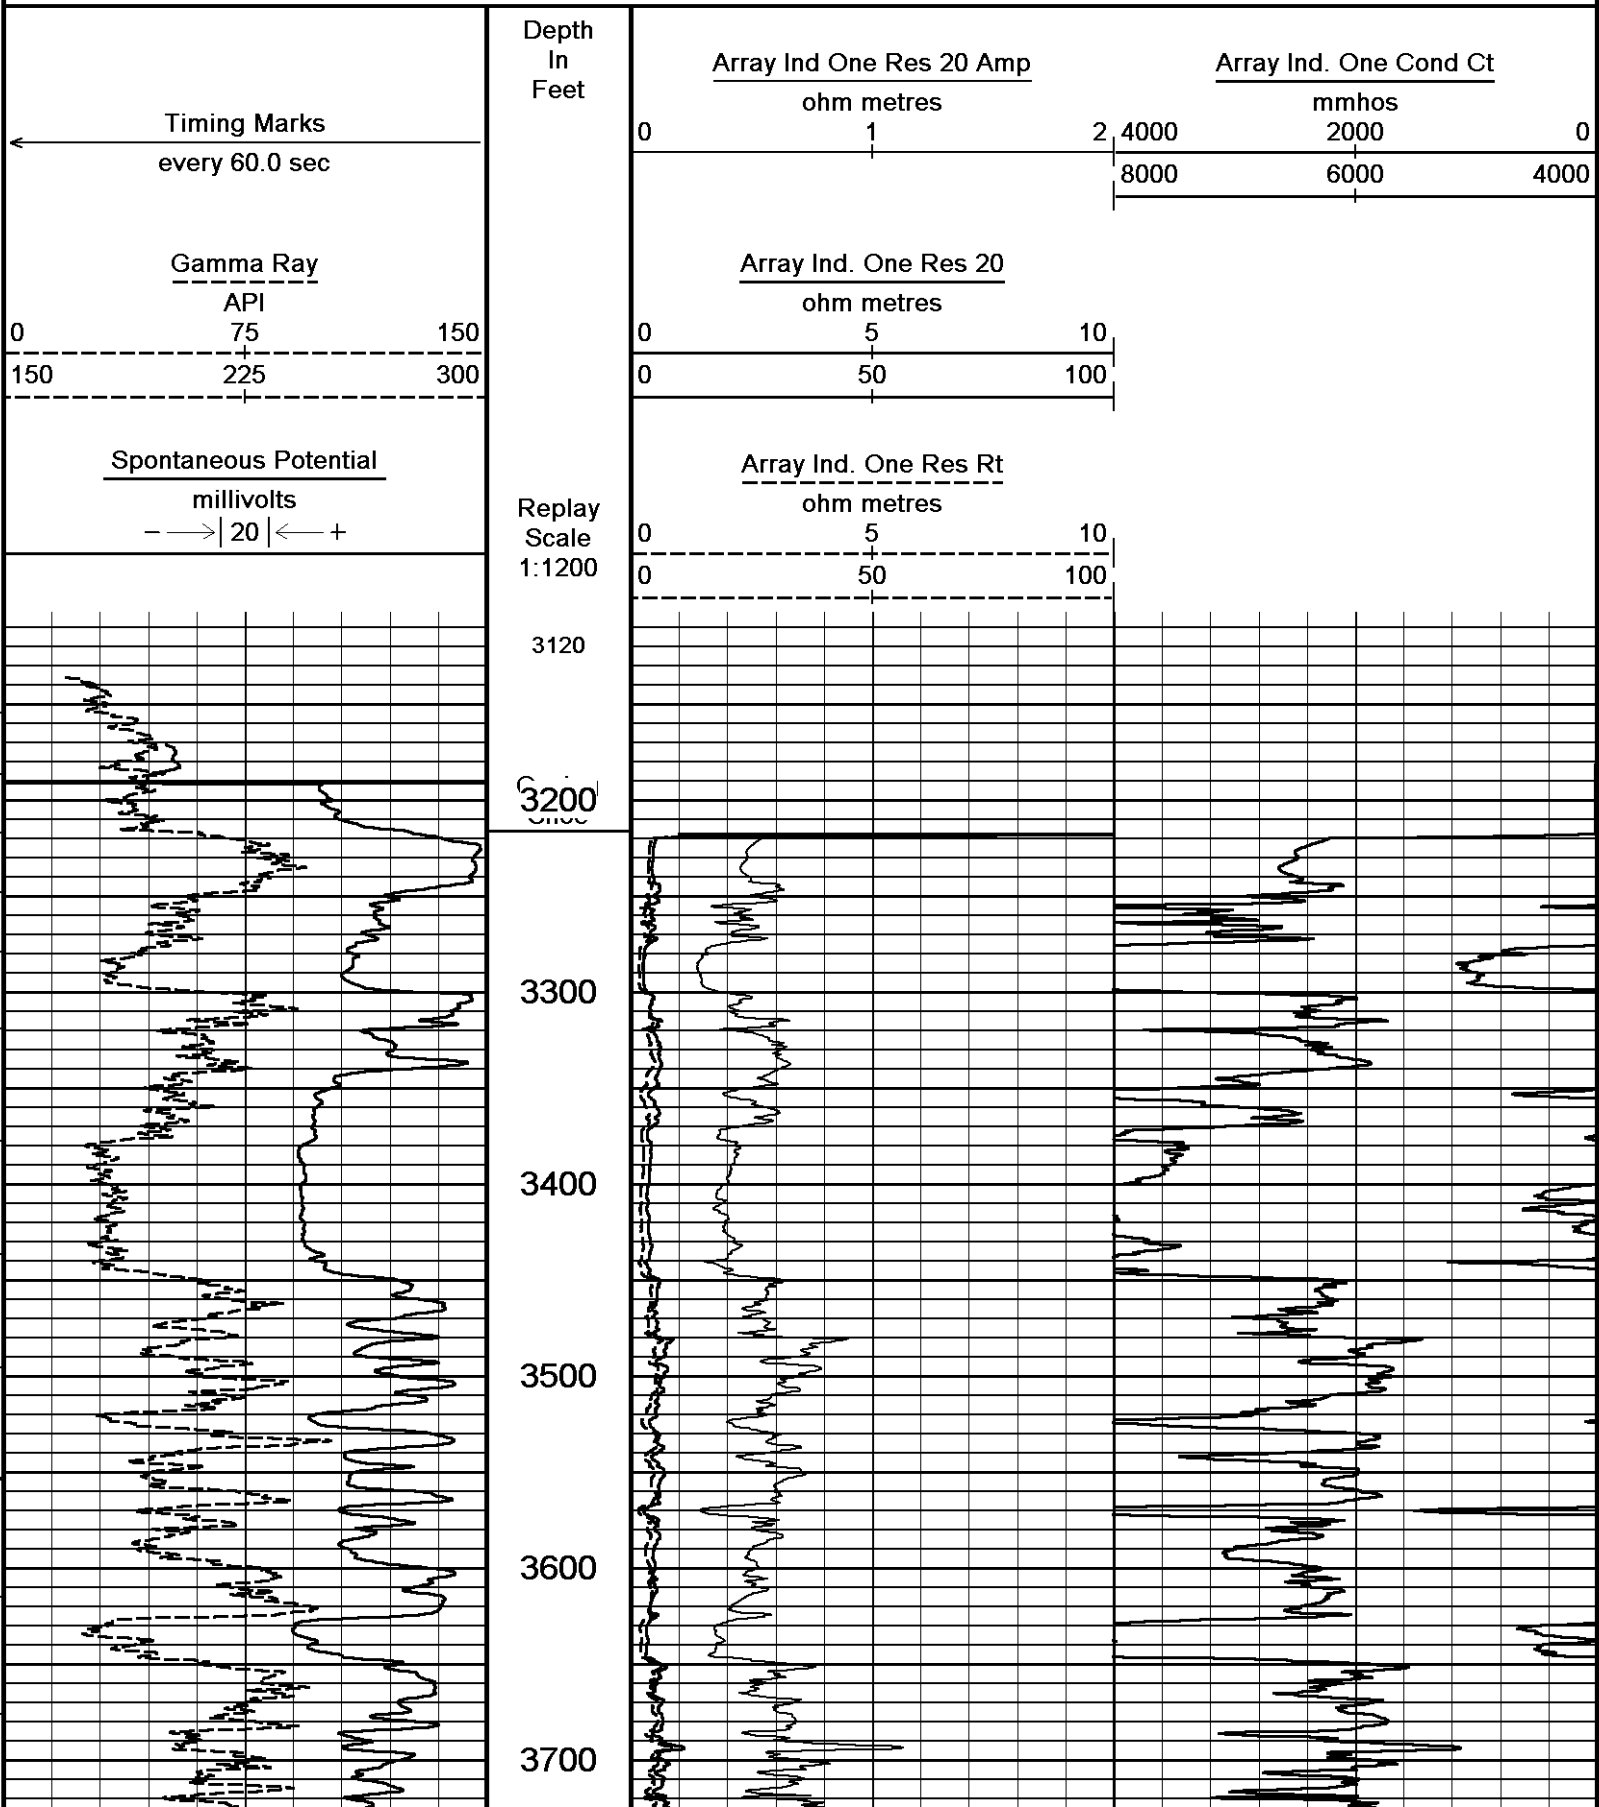 Timing Marks
every 60.0 sec
Gamma Ray
API
0 75 150
150 225 300
Spontaneous Potential
millivolts
− 20 +
Depth
In
Feet
Replay
Scale
1:1200
Array Ind One Res 20 Amp
ohm metres
0 1 2
Array Ind. One Res 20
ohm metres
0 5 10
0 50 100
Array Ind. One Res Rt
ohm metres
0 5 10
0 50 100
Array Ind. One Cond Ct
mmhos
4000 2000 0
8000 6000 4000
3120
3200
3300
3400
3500
3600
3700